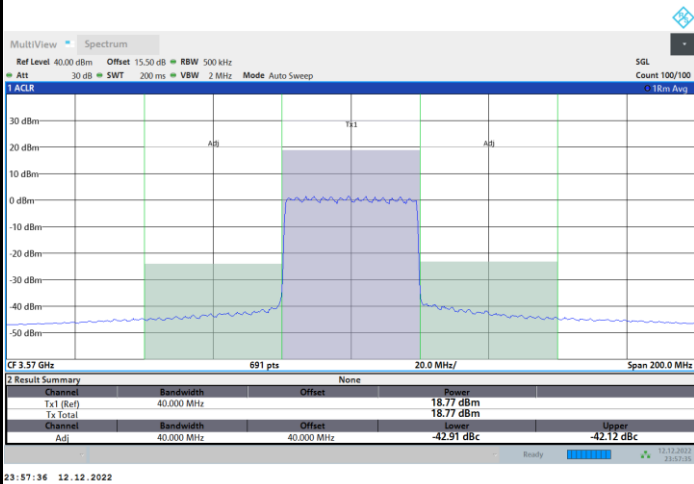 MultiView Spectrum
Ref Level 40.00 dBm Offset 15.50 dB RBW 500 kHz SGL
Att 30 dB SWT 200 ms VBW 2 MHz Mode Auto Sweep Count 100/100
1 ACLR 1Rm Avg
Tx1
30 dBm
Adj Adj
20 dBm
10 dBm
0 dBm
-10 dBm
-20 dBm
-30 dBm
-40 dBm
-50 dBm
CF 3.57 GHz 691 pts 20.0 MHz/ Span 200.0 MHz
2 Result Summary None
Channel Bandwidth Offset Power
Tx1 (Ref) 40.000 MHz 18.77 dBm
Tx Total 18.77 dBm
Channel Bandwidth Offset Lower Upper
Adj 40.000 MHz 40.000 MHz -42.91 dBc -42.12 dBc
Ready 12.12.2022
23:57:35
23:57:36 12.12.2022